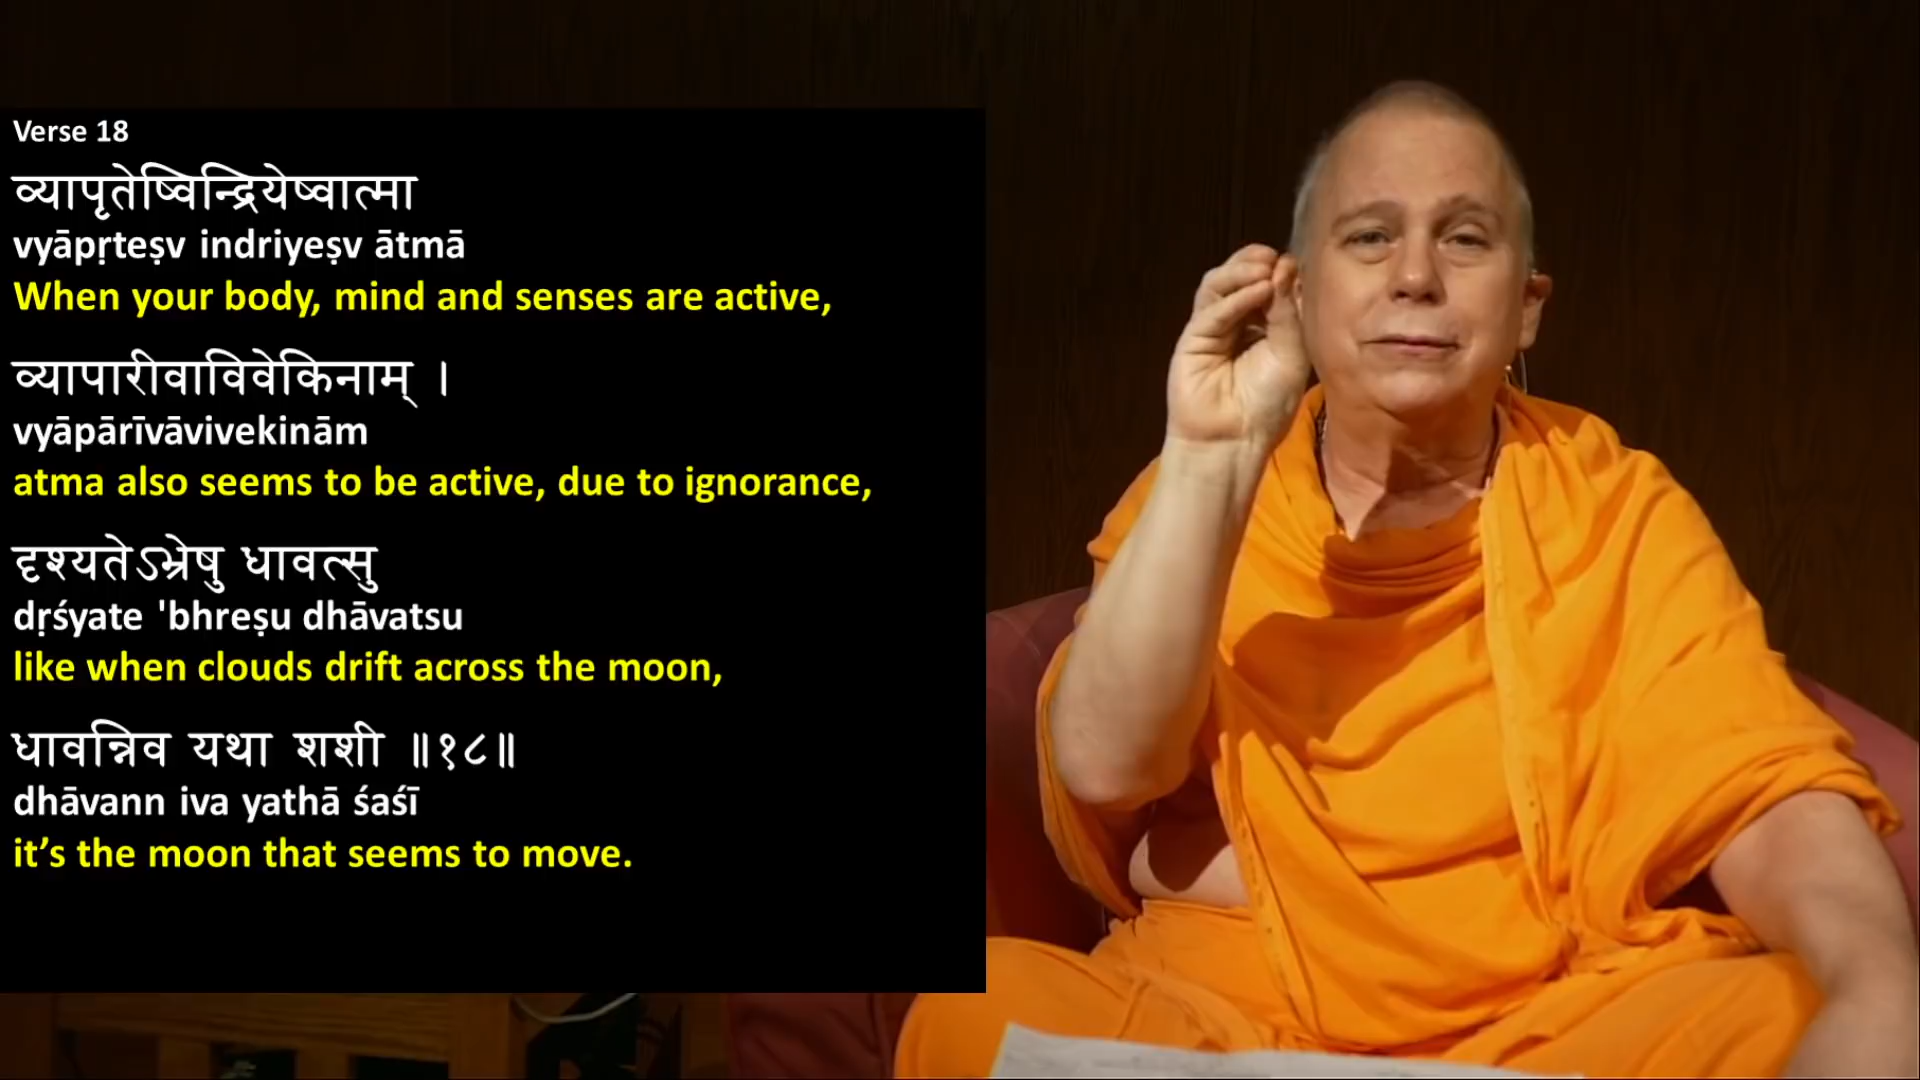 Verse 18
व्यापृतेष्विन्द्रियेष्वात्मा
vyāpṛteṣv indriyeṣv ātmā
When your body, mind and senses are active,
व्यापारीवाविवेकिनाम् ।
vyāpārīvāvivekinām
atma also seems to be active, due to ignorance,
दृश्यतेऽभ्रेषु धावत्सु
dṛśyate 'bhreṣu dhāvatsu
like when clouds drift across the moon,
धावन्निव यथा शशी ॥१८॥
dhāvann iva yathā śaśī
it’s the moon that seems to move.